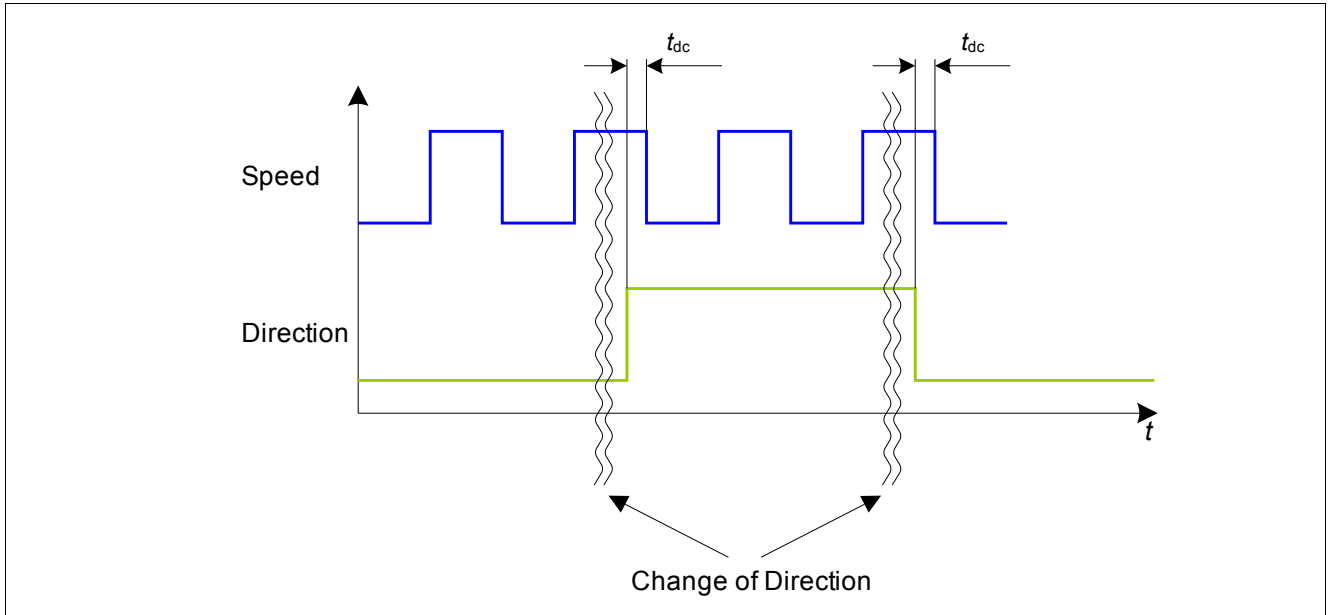 tdc
tdc
Speed
Direction
t
Change of Direction